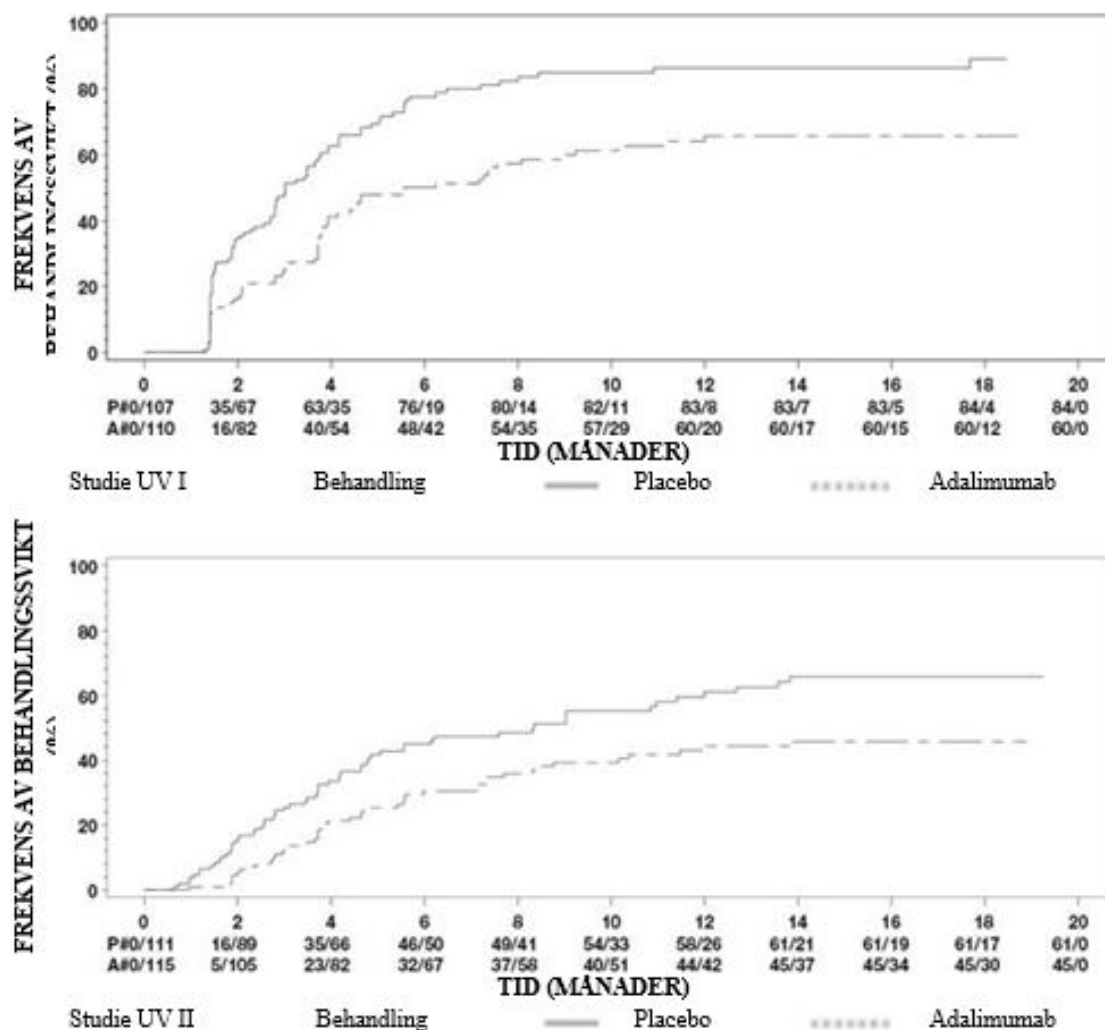 100
80
60
40
20
0
FREKVENS AV
BEHANDLINGSSVIKT (%)
0 2 4 6 8 10 12 14 16 18 20
P#0/107 35/67 63/35 76/19 80/14 82/11 83/8 83/7 83/5 84/4 84/0
A#0/110 16/82 40/54 48/42 54/35 57/29 60/20 60/17 60/15 60/12 60/0
TID (MÅNADER)
Studie UV I Behandling Placebo Adalimumab
100
80
60
40
20
0
FREKVENS AV BEHANDLINGSSVIKT
(%)
0 2 4 6 8 10 12 14 16 18 20
P#0/111 16/89 35/66 46/50 49/41 54/33 58/26 61/21 61/19 61/17 61/0
A#0/115 5/105 23/82 32/67 37/58 40/51 44/42 45/37 45/34 45/30 45/0
TID (MÅNADER)
Studie UV II Behandling Placebo Adalimumab